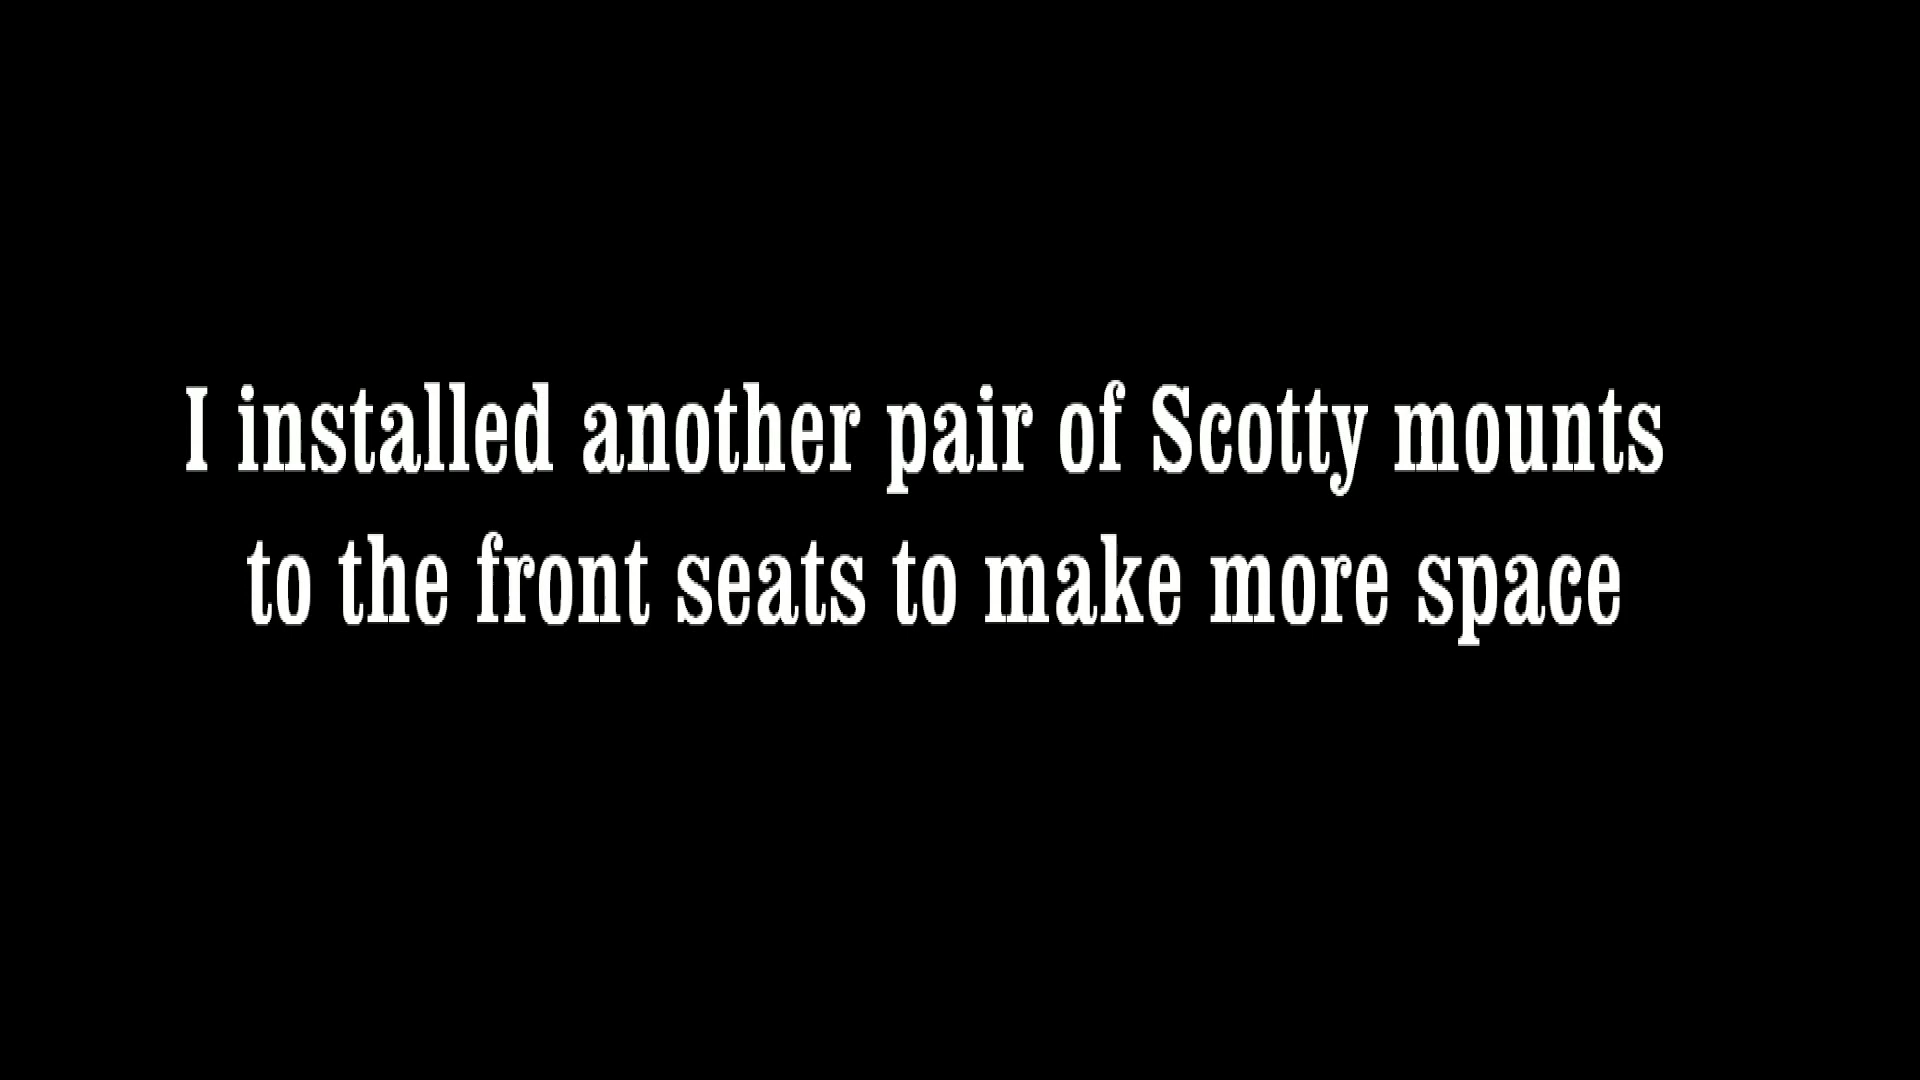 I installed another pair of Scotty mounts
to the front seats to make more space